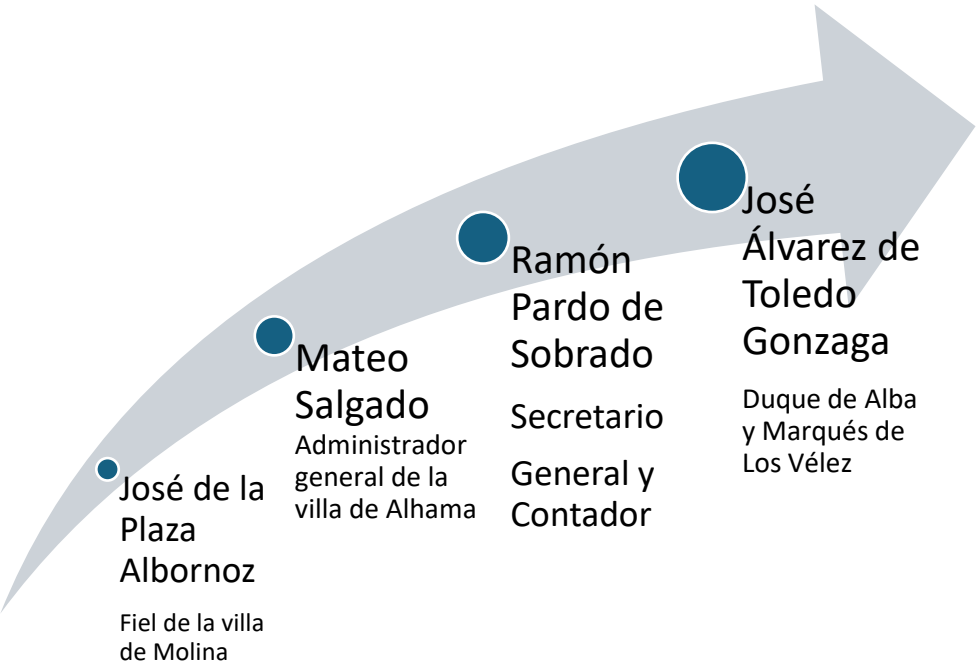 José de la
Plaza
Albornoz
Fiel de la villa
de Molina
Mateo
Salgado
Administrador
general de la
villa de Alhama
Ramón
Pardo de
Sobrado
Secretario
General y
Contador
José
Álvarez de
Toledo
Gonzaga
Duque de Alba
y Marqués de
Los Vélez